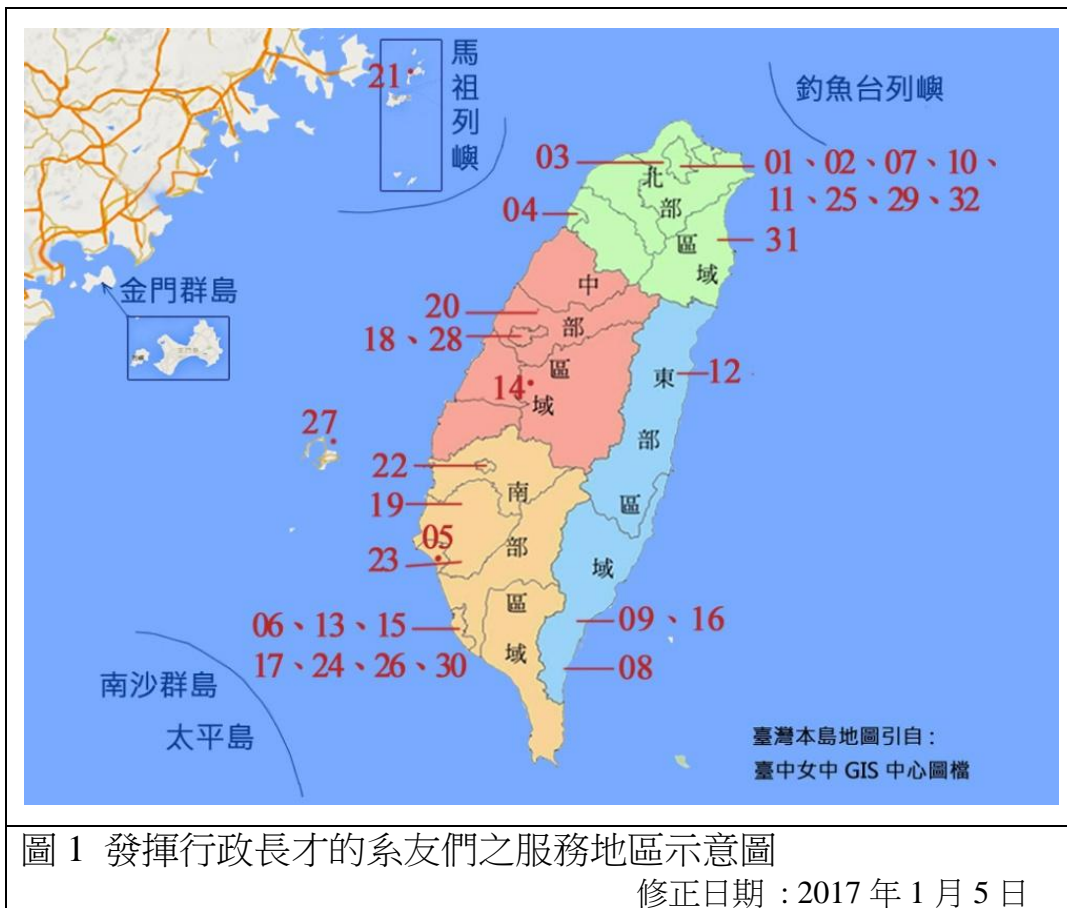 馬祖列嶼
21
釣魚台列嶼
03
01、02、07、10、
11、25、29、32
04
31
北部區域
金門群島
20
18、28
中部區域
14
12
東部區域
27
22
19
南部區域
05
23
06、13、15
17、24、26、30
09、16
08
南沙群島
太平島
臺灣本島地圖引自:
臺中女中 GIS 中心圖檔
圖 1 發揮行政長才的系友們之服務地區示意圖
修正日期 : 2017 年 1 月 5 日